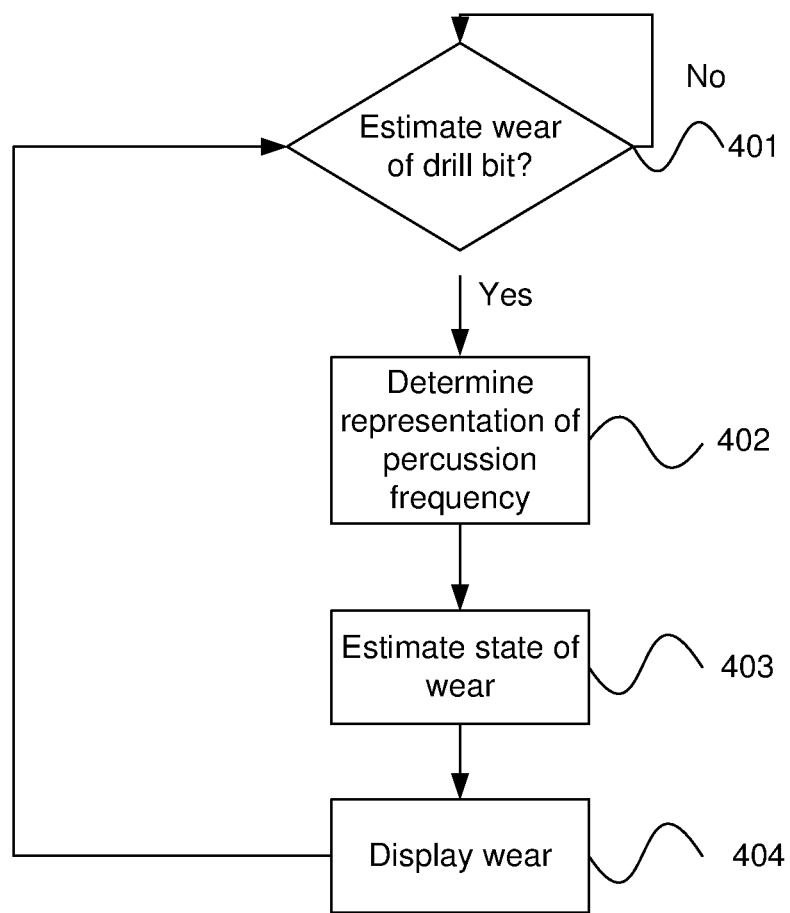 No
Estimate wear
of drill bit?
401
Yes
Determine
representation of
percussion
frequency
402
Estimate state of
wear
403
Display wear
404